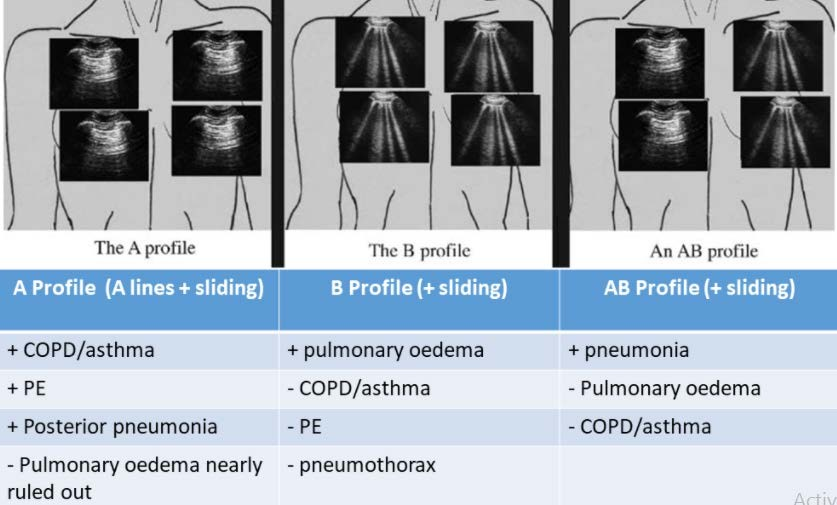 The A profile
The B profile
An AB profile
A Profile (A lines + sliding)
B Profile (+ sliding)
AB Profile (+ sliding)
+ COPD/asthma
+ pulmonary oedema
+ pneumonia
+ PE
- COPD/asthma
- Pulmonary oedema
+ Posterior pneumonia
- PE
- COPD/asthma
- Pulmonary oedema nearly
ruled out
- pneumothorax
Activ